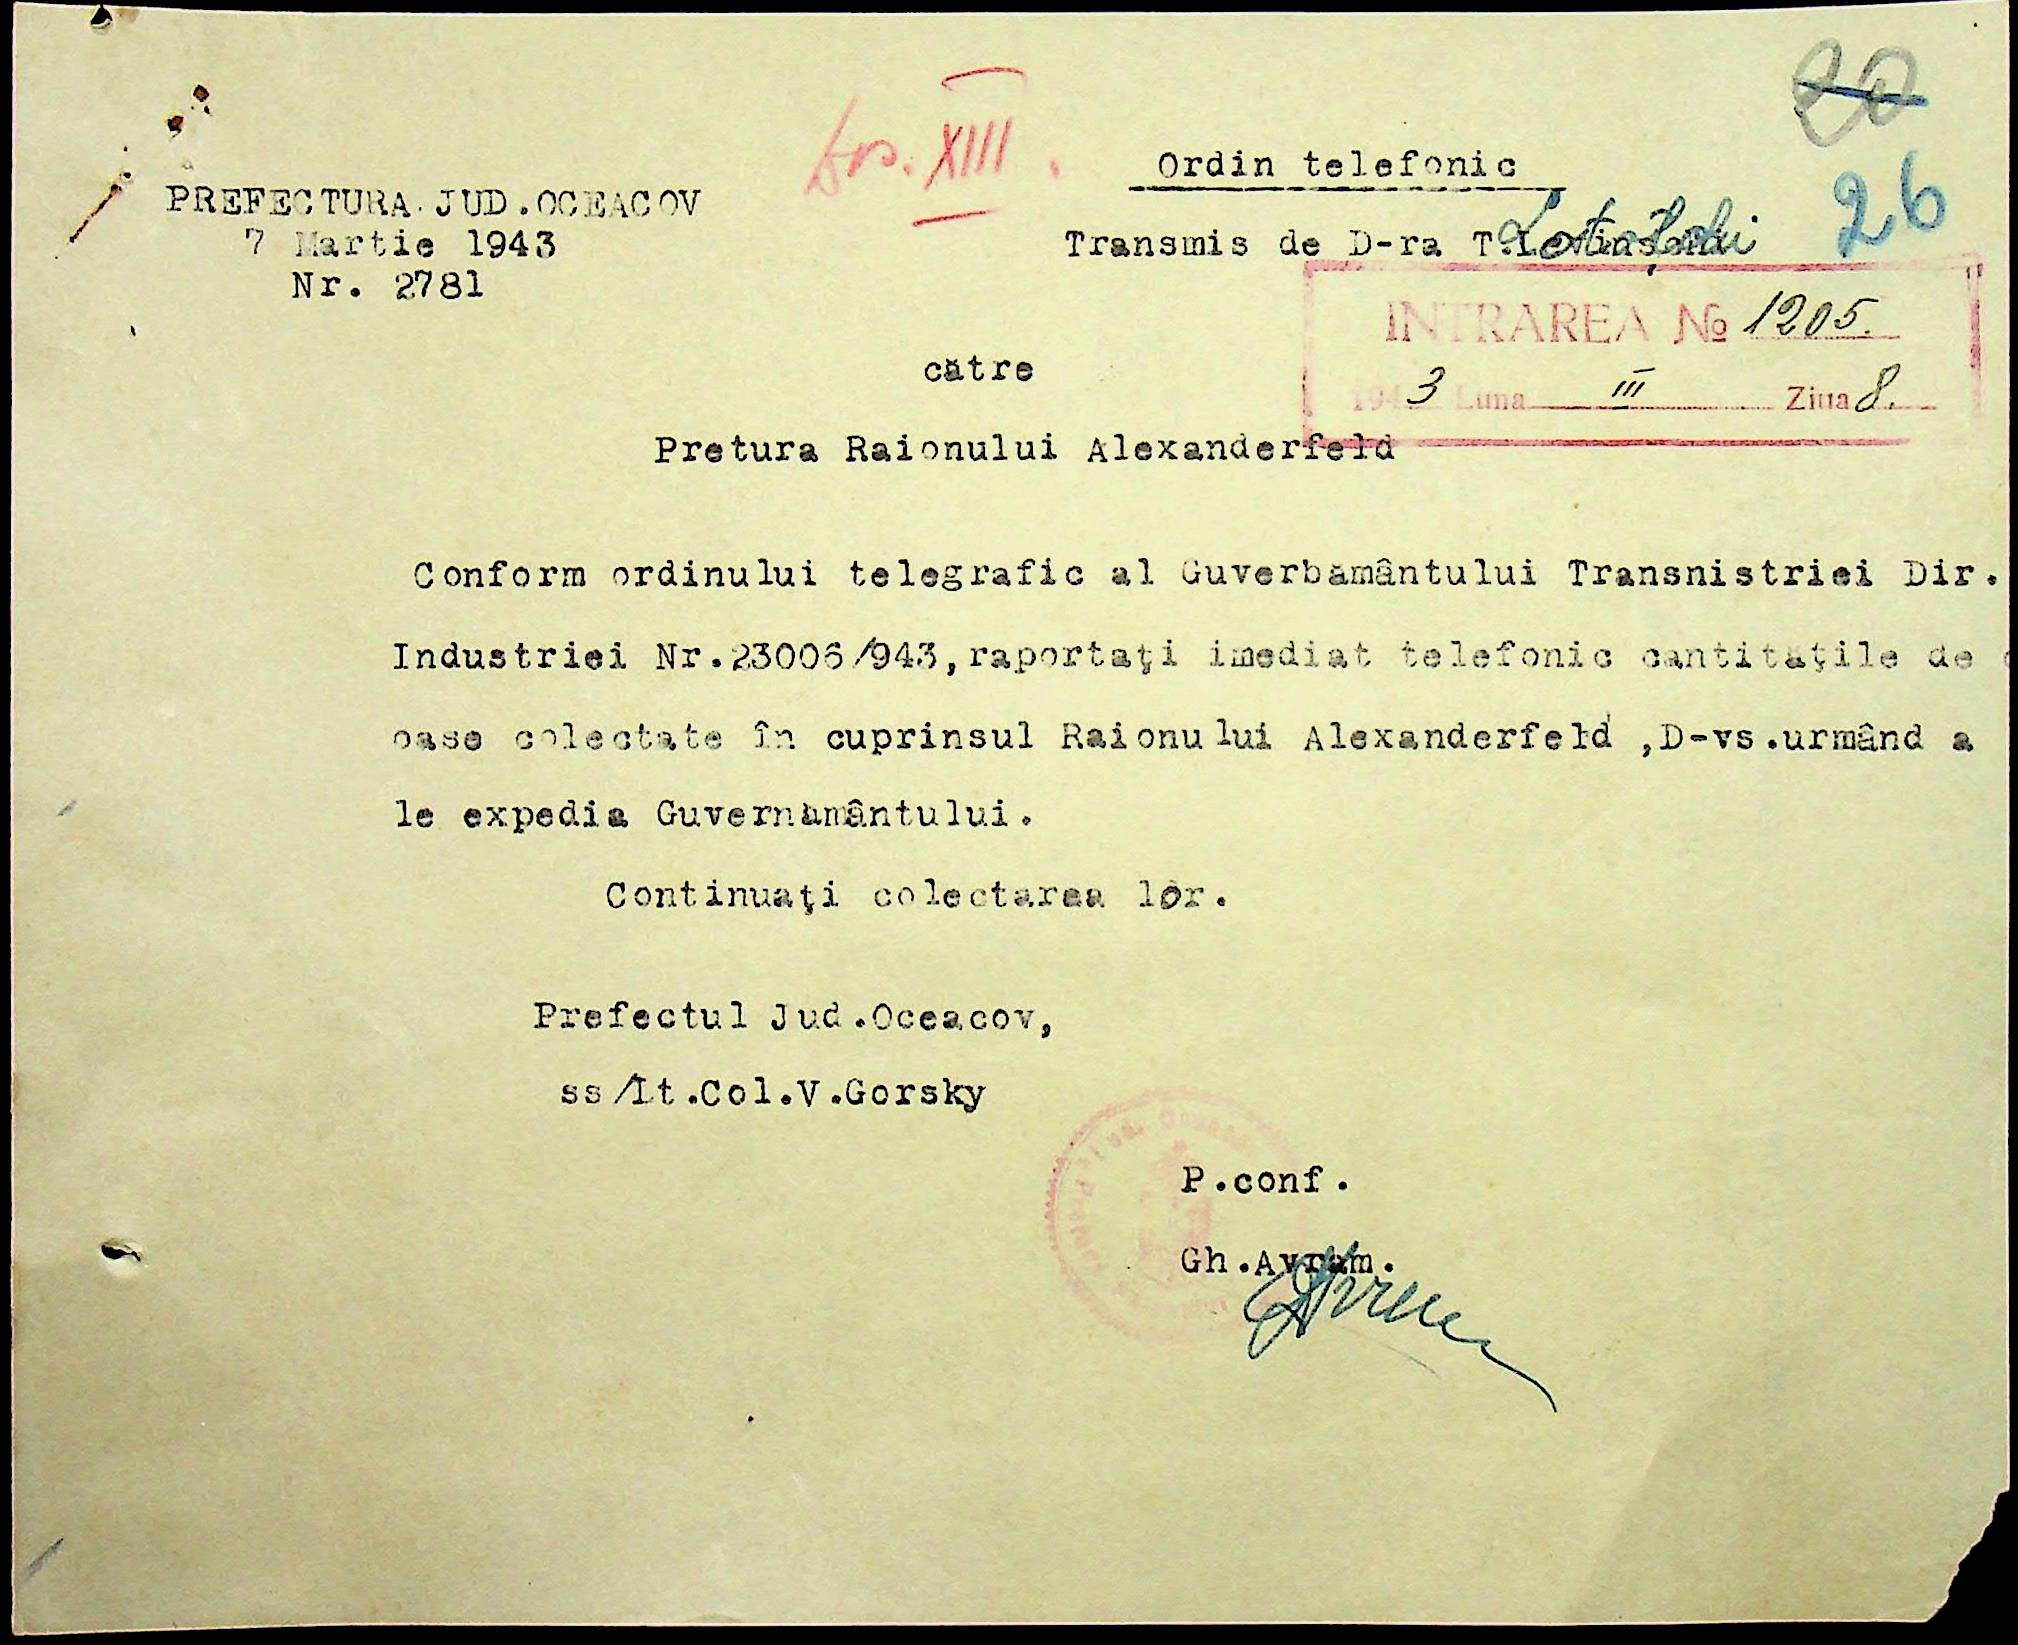 20
26
Dos. XIII.
Ordin telefonic
PREFECTURA JUD.OCEACOV
7 Martie 1943
Nr. 2781
Transmis de D-ra
INTRAREA No 1205.
1943 Luna III Ziua 8.
către
Pretura Raionului Alexanderfeld
Conform ordinului telegrafic al Guverbamântului Transnistriei Dir.
Industriei Nr.23006/943,raportaţi imediat telefonic cantităţile de
oase colectate în cuprinsul Raionului Alexanderfeld ,D-vs.urmând a
le expedia Guvernamântului.
Continuaţi colectarea lor.
Prefectul Jud.Oceacov,
ss/Lt.Col.V.Gorsky
P.conf.
Gh.Avram.